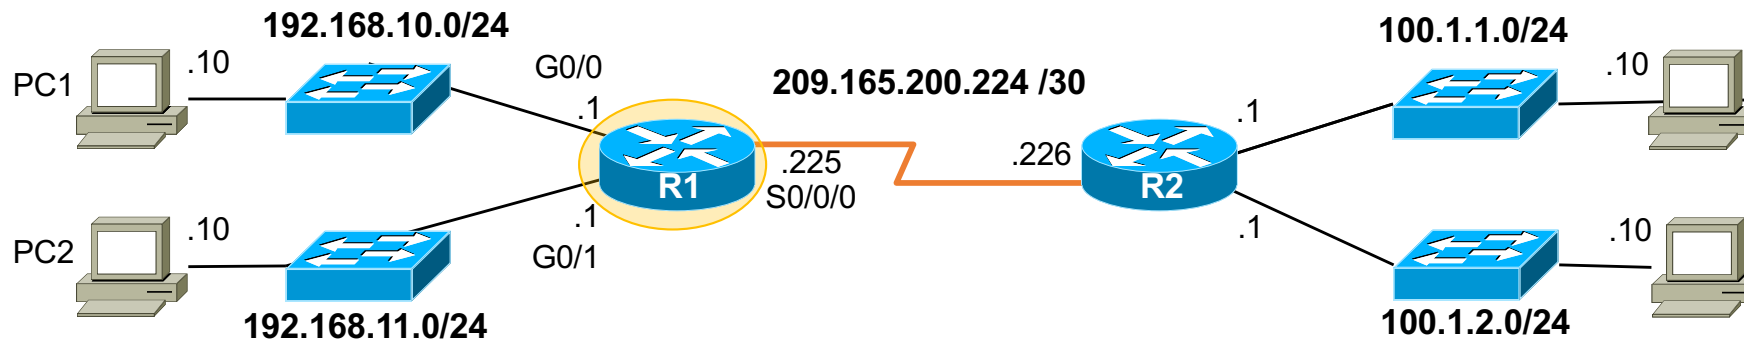 192.168.10.0/24
100.1.1.0/24
PC1
.10
G0/0
.1
209.165.200.224 /30
.1
.10
R1
.225
S0/0/0
.226
R2
PC2
.10
.1
G0/1
.1
.10
192.168.11.0/24
100.1.2.0/24